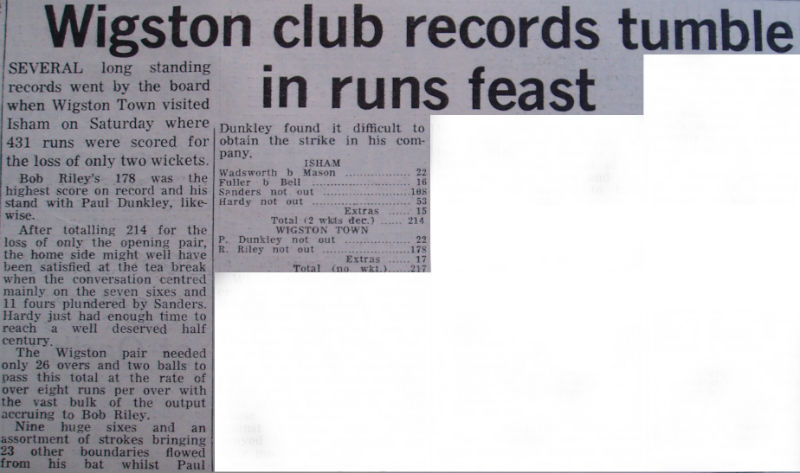 Wigston club records tumble
in runs feast
SEVERAL long standing
records went by the board
when Wigston Town visited
Isham on Saturday where
431 runs were scored for
the loss of only two wickets.
Bob Riley's 178 was the
highest score on record and his
stand with Paul Dunkley, like-
wise.
After totalling 214 for the
loss of only the opening pair,
the home side might well have
been satisfied at the tea break
when the conversation centred
mainly on the seven sixes and
11 fours plundered by Sanders.
Hardy just had enough time to
reach a well deserved half
century.
The Wigston pair needed
only 26 overs and two balls to
pass this total at the rate of
over eight runs per over with
the vast bulk of the output
accruing to Bob Riley.
Nine huge sixes and an
assortment of strokes bringing
23 other boundaries flowed
from his bat whilst Paul
Dunkley found it difficult to
obtain the strike in his com-
pany.
ISHAM
Wadsworth b Mason ................ 22
Fuller b Bell ........................ 16
Sanders not out .................... 108
Hardy not out ...................... 53
Extras ...... 15
Total (2 wkts dec.) ...... 214
WIGSTON TOWN
P. Dunkley not out ................ 22
R. Riley not out .................... 178
Extras ...... 17
Total (no wkt.) ...... 217